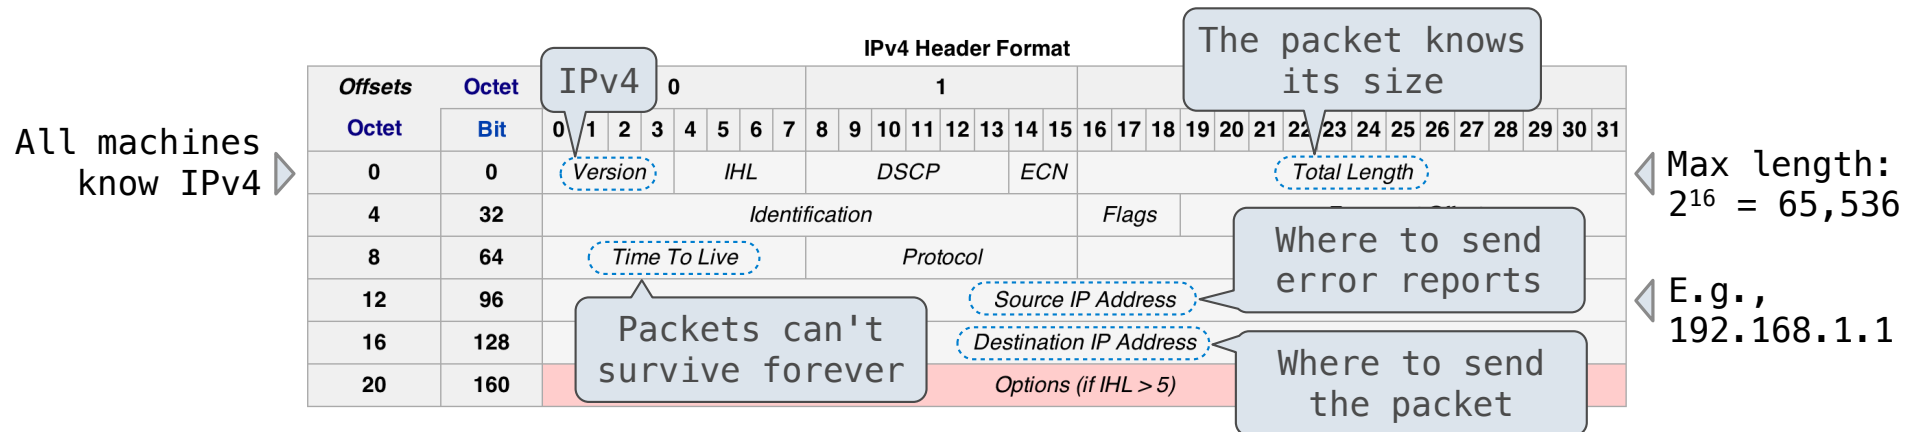 IPv4 Header Format
The packet knows
its size
IPv4
Offsets Octet 0 1
Octet Bit 0 1 2 3 4 5 6 7 8 9 10 11 12 13 14 15 16 17 18 19 20 21 22 23 24 25 26 27 28 29 30 31
All machines
know IPv4
0 0 Version IHL DSCP ECN Total Length
Max length:
2¹⁶ = 65,536
4 32 Identification Flags
Where to send
error reports
8 64 Time To Live Protocol
12 96 Source IP Address
E.g.,
192.168.1.1
Packets can't
survive forever
16 128 Destination IP Address
Where to send
the packet
20 160 Options (if IHL > 5)